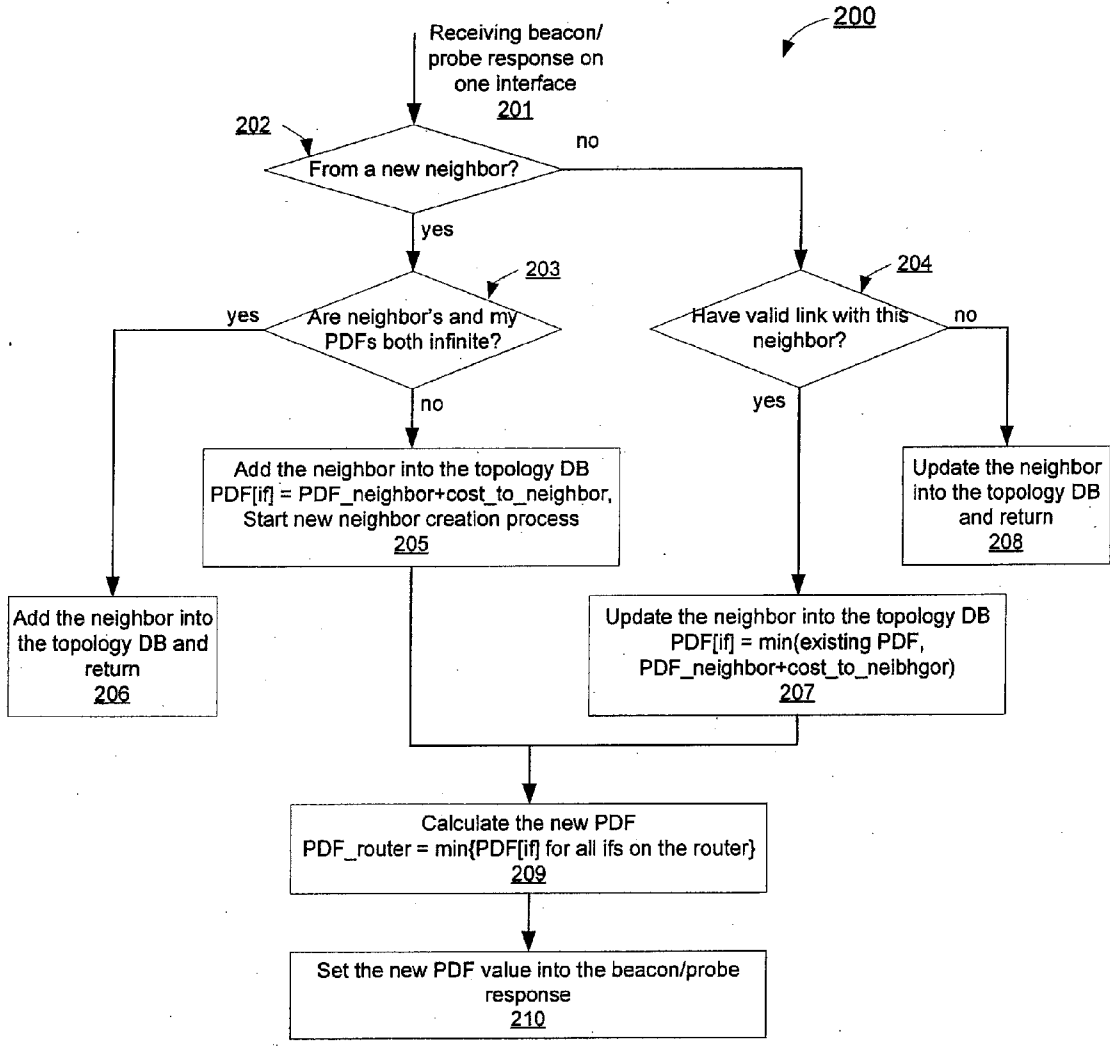 200
Receiving beacon/
probe response on
one interface
201
202
From a new neighbor?
no
yes
203
Are neighbor's and my
PDFs both infinite?
yes
no
204
Have valid link with this
neighbor?
no
yes
Add the neighbor into the topology DB
PDF[if] = PDF_neighbor+cost_to_neighbor,
Start new neighbor creation process
205
Update the neighbor
into the topology DB
and return
208
Add the neighbor into
the topology DB and
return
206
Update the neighbor into the topology DB
PDF[if] = min(existing PDF,
PDF_neighbor+cost_to_neibhgor)
207
Calculate the new PDF
PDF_router = min{PDF[if] for all ifs on the router}
209
Set the new PDF value into the beacon/probe
response
210